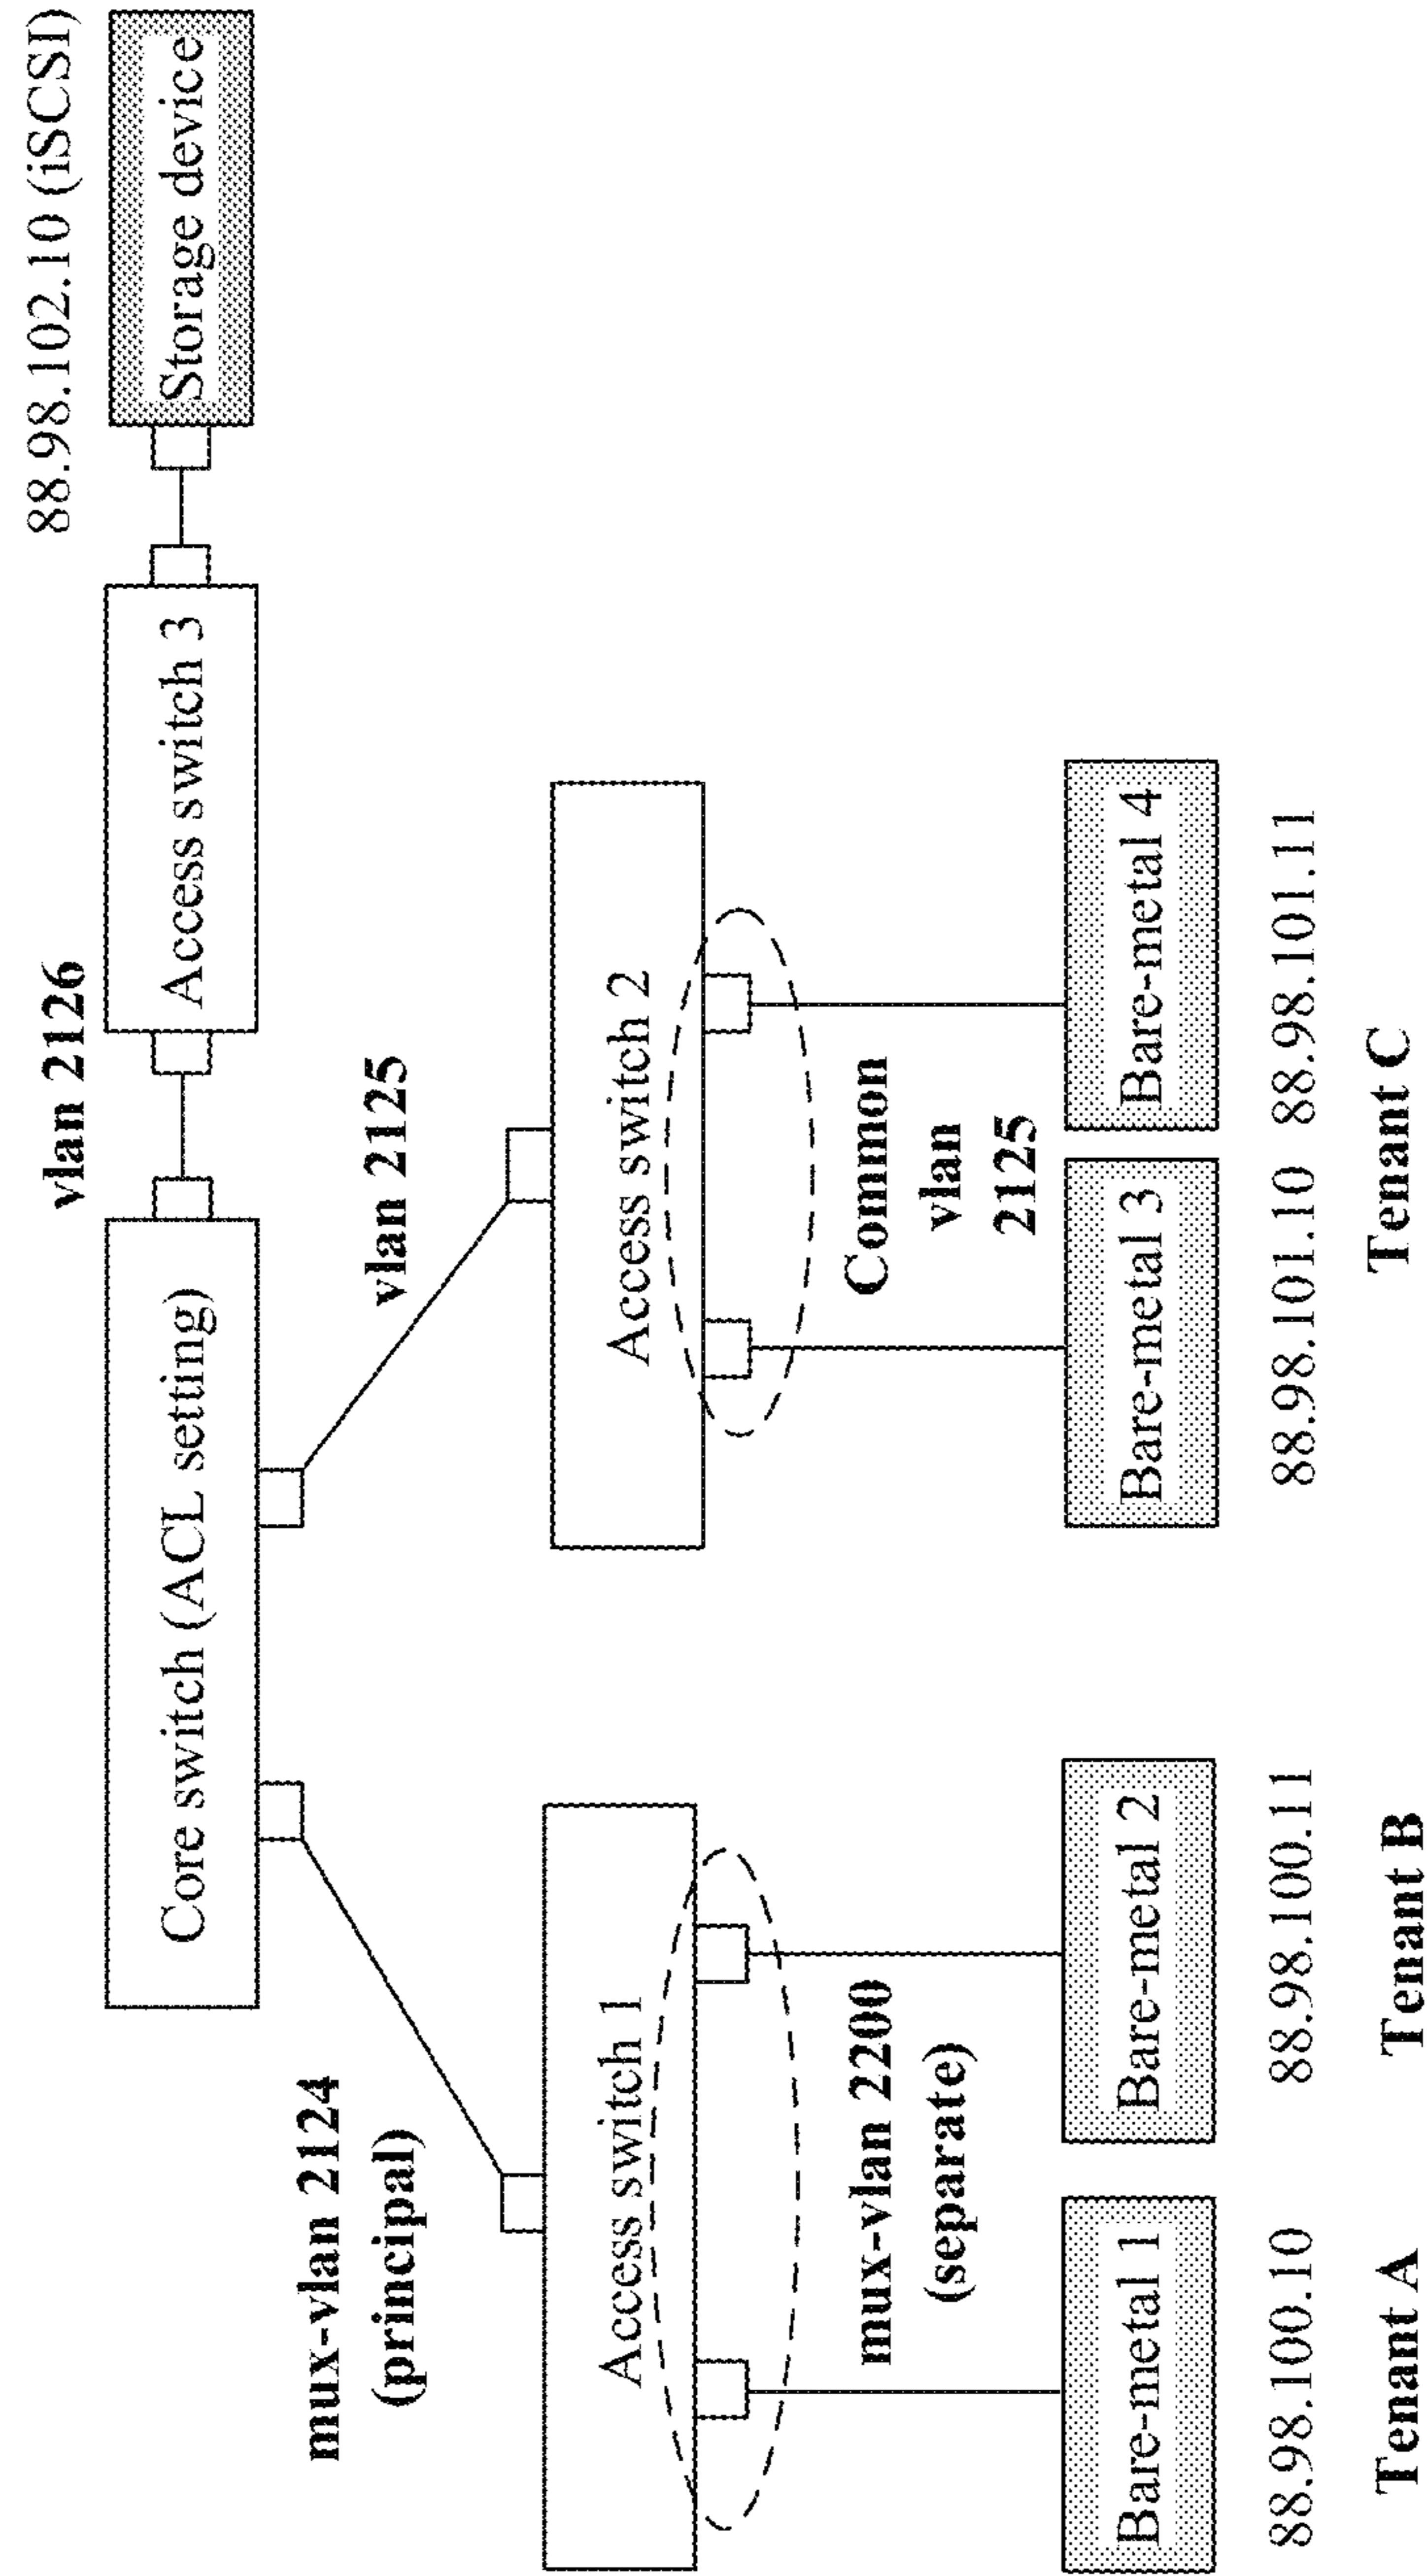 88.98.102.10 (iSCSI)
vlan 2126
Core switch (ACL setting)
Access switch 3
Storage device
mux-vlan 2124
(principal)
vlan 2125
Access switch 1
Access switch 2
mux-vlan 2200
(separate)
Common
vlan
2125
Bare-metal 1
Bare-metal 2
Bare-metal 3
Bare-metal 4
88.98.100.10
88.98.100.11
88.98.101.10
88.98.101.11
Tenant A
Tenant B
Tenant C